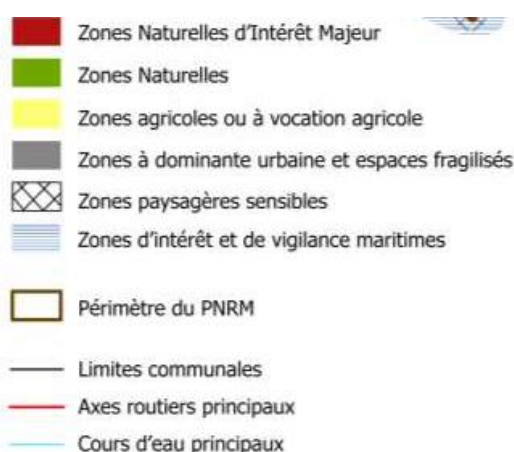 Zones Naturelles d'Intérêt Majeur
Zones Naturelles
Zones agricoles ou à vocation agricole
Zones à dominante urbaine et espaces fragilisés
Zones paysagères sensibles
Zones d'intérêt et de vigilance maritimes
Périmètre du PNRM
Limites communales
Axes routiers principaux
Cours d'eau principaux